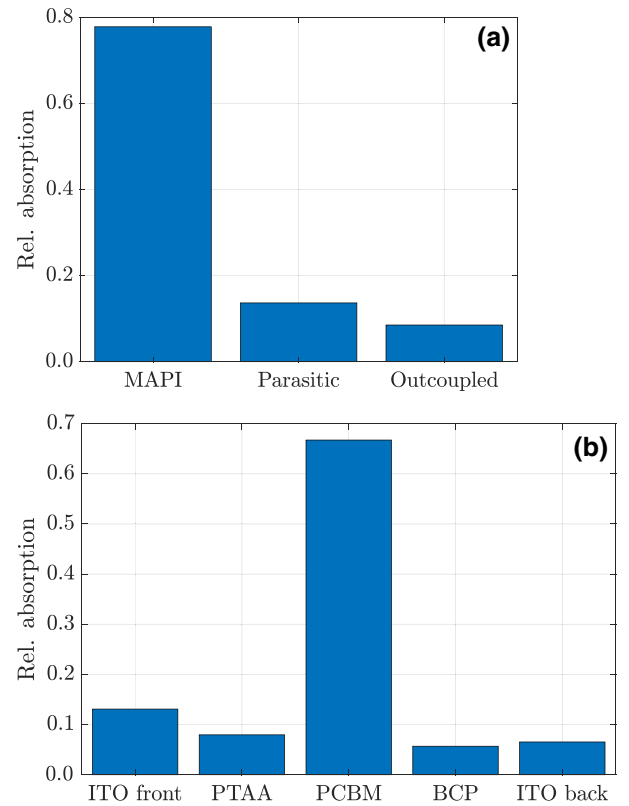 (a)
Rel. absorption
0.8
0.6
0.4
0.2
0.0
MAPI Parasitic Outcoupled
(b)
Rel. absorption
0.7
0.6
0.5
0.4
0.3
0.2
0.1
0.0
ITO front PTAA PCBM BCP ITO back